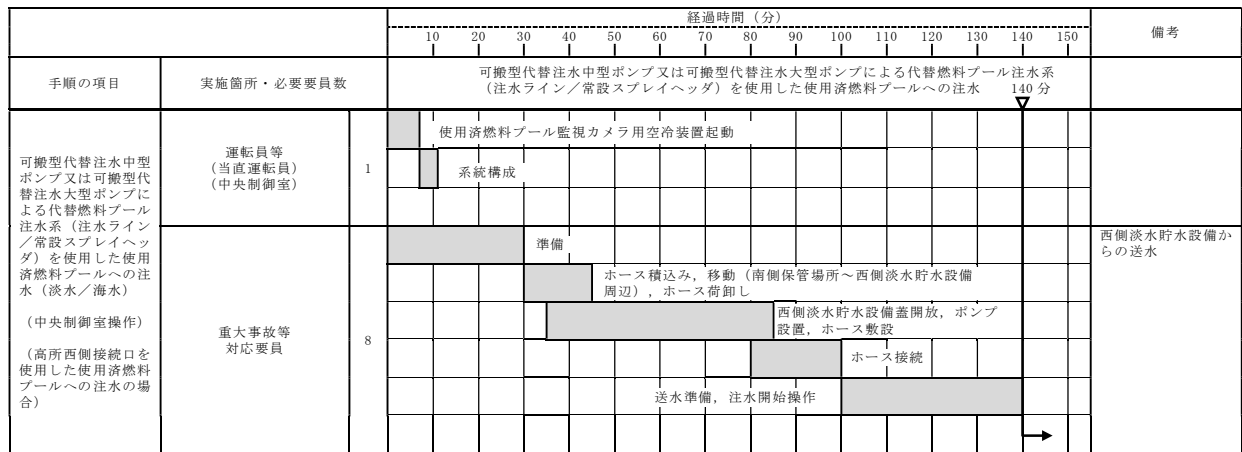 経過時間（分）
10 20 30 40 50 60 70 80 90 100 110 120 130 140 150
備考
手順の項目
実施箇所・必要要員数
可搬型代替注水中型ポンプ又は可搬型代替注水大型ポンプによる代替燃料プール注水系
（注水ライン／常設スプレイヘッダ）を使用した使用済燃料プールへの注水 140 分
可搬型代替注水中型
ポンプ又は可搬型代
替注水大型ポンプに
よる代替燃料プール
注水系（注水ライン
／常設スプレイヘッ
ダ）を使用した使用
済燃料プールへの注
水（淡水／海水）
（中央制御室操作）
（高所西側接続口を
使用した使用済燃料
プールへの注水の場
合）
運転員等
（当直運転員）
（中央制御室）
1
使用済燃料プール監視カメラ用空冷装置起動
系統構成
重大事故等
対応要員
8
準備
ホース積込み，移動（南側保管場所～西側淡水貯水設備
周辺），ホース荷卸し
西側淡水貯水設備蓋開放，ポンプ
設置，ホース敷設
ホース接続
送水準備，注水開始操作
西側淡水貯水設備か
らの送水